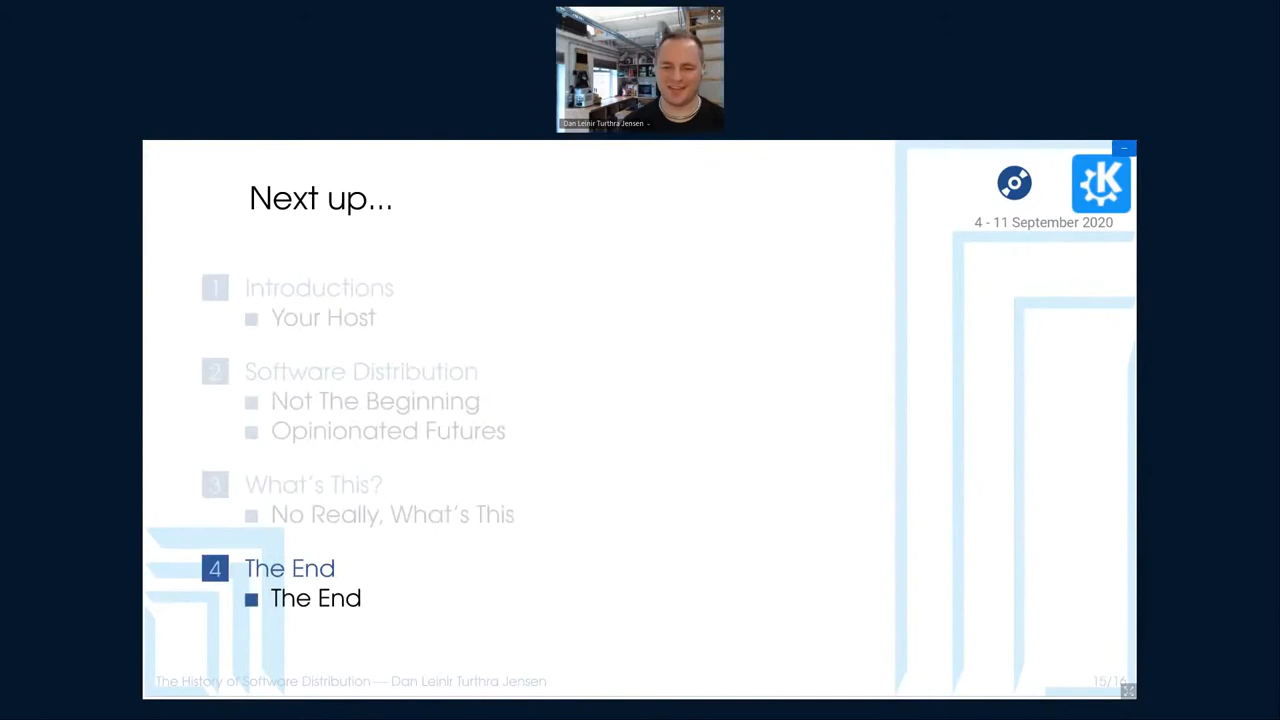 Dan Leinir Turthra Jensen
Next up...
4 - 11 September 2020
1 Introductions
Your Host
2 Software Distribution
Not The Beginning
Opinionated Futures
3 What's This?
No Really, What's This
4 The End
The End
The History of Software Distribution — Dan Leinir Turthra Jensen
15/16